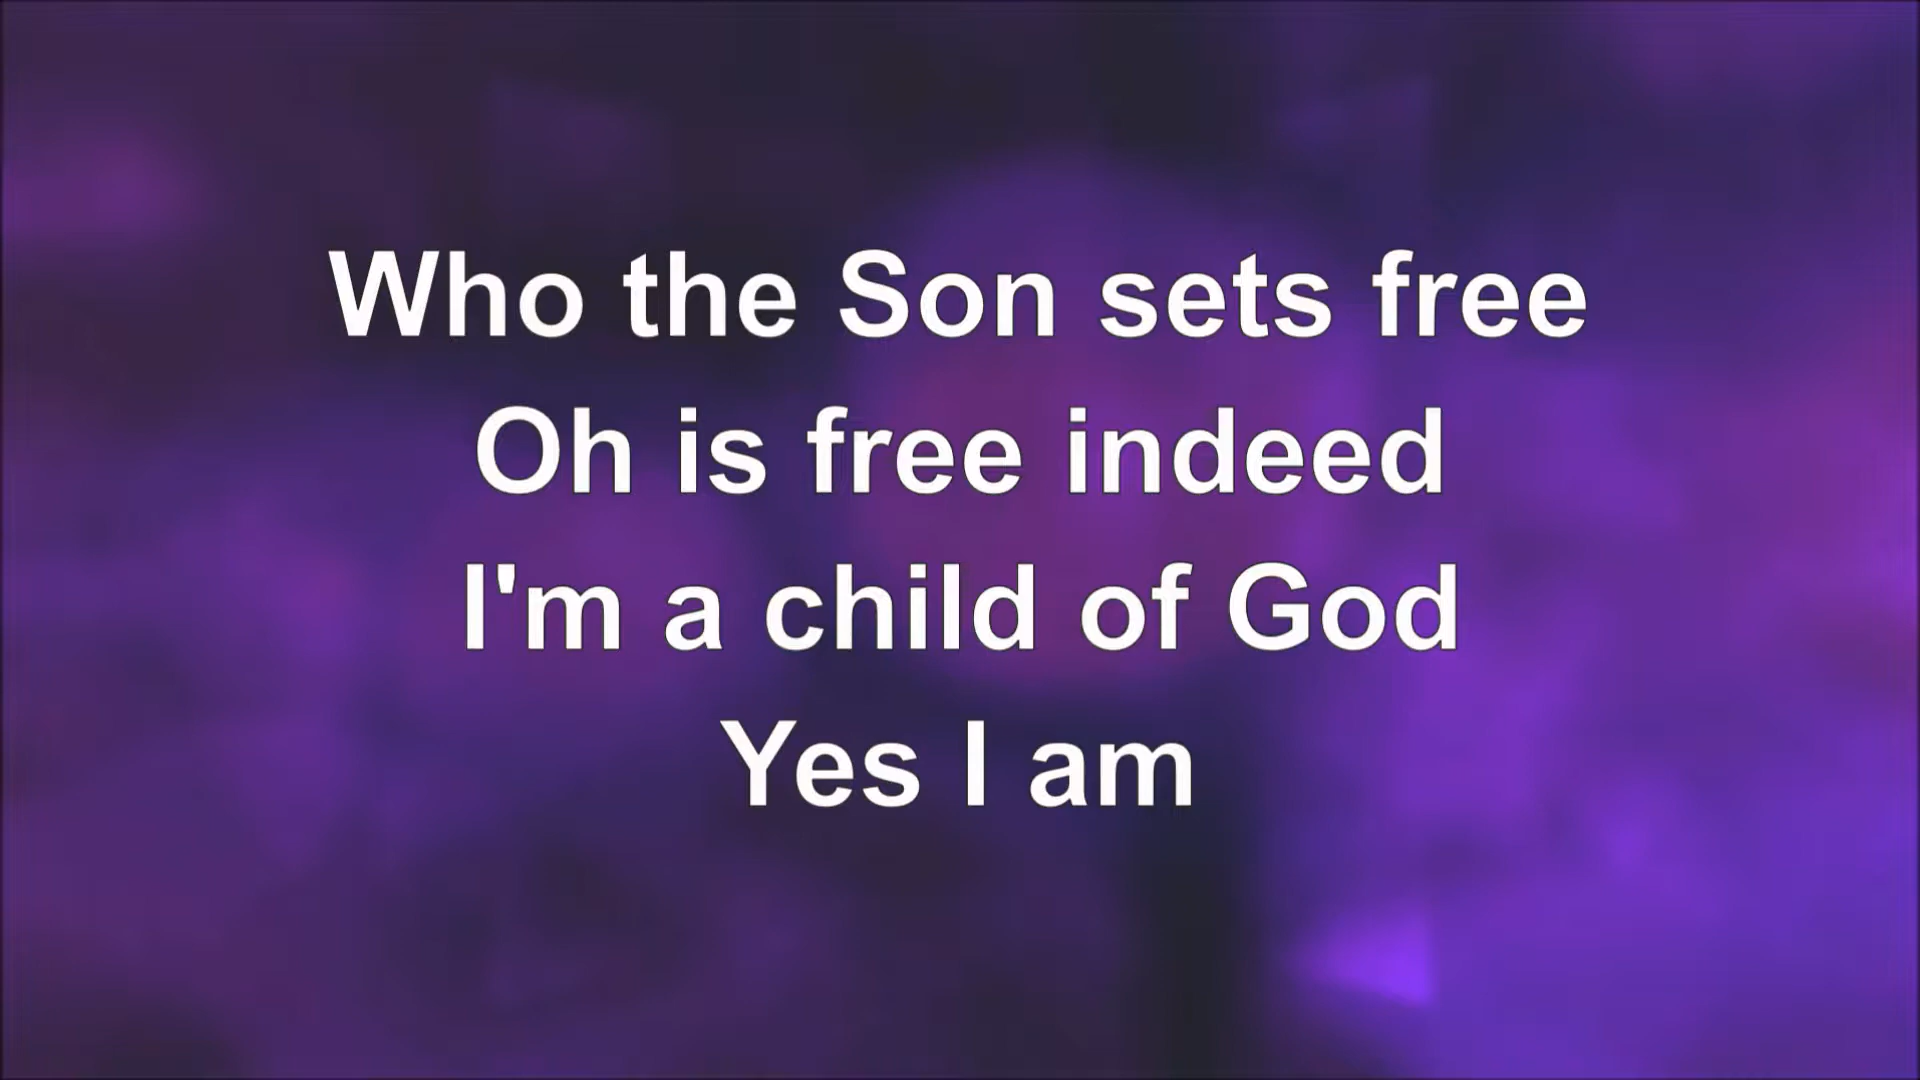 Who the Son sets free
Oh is free indeed
I'm a child of God
Yes I am